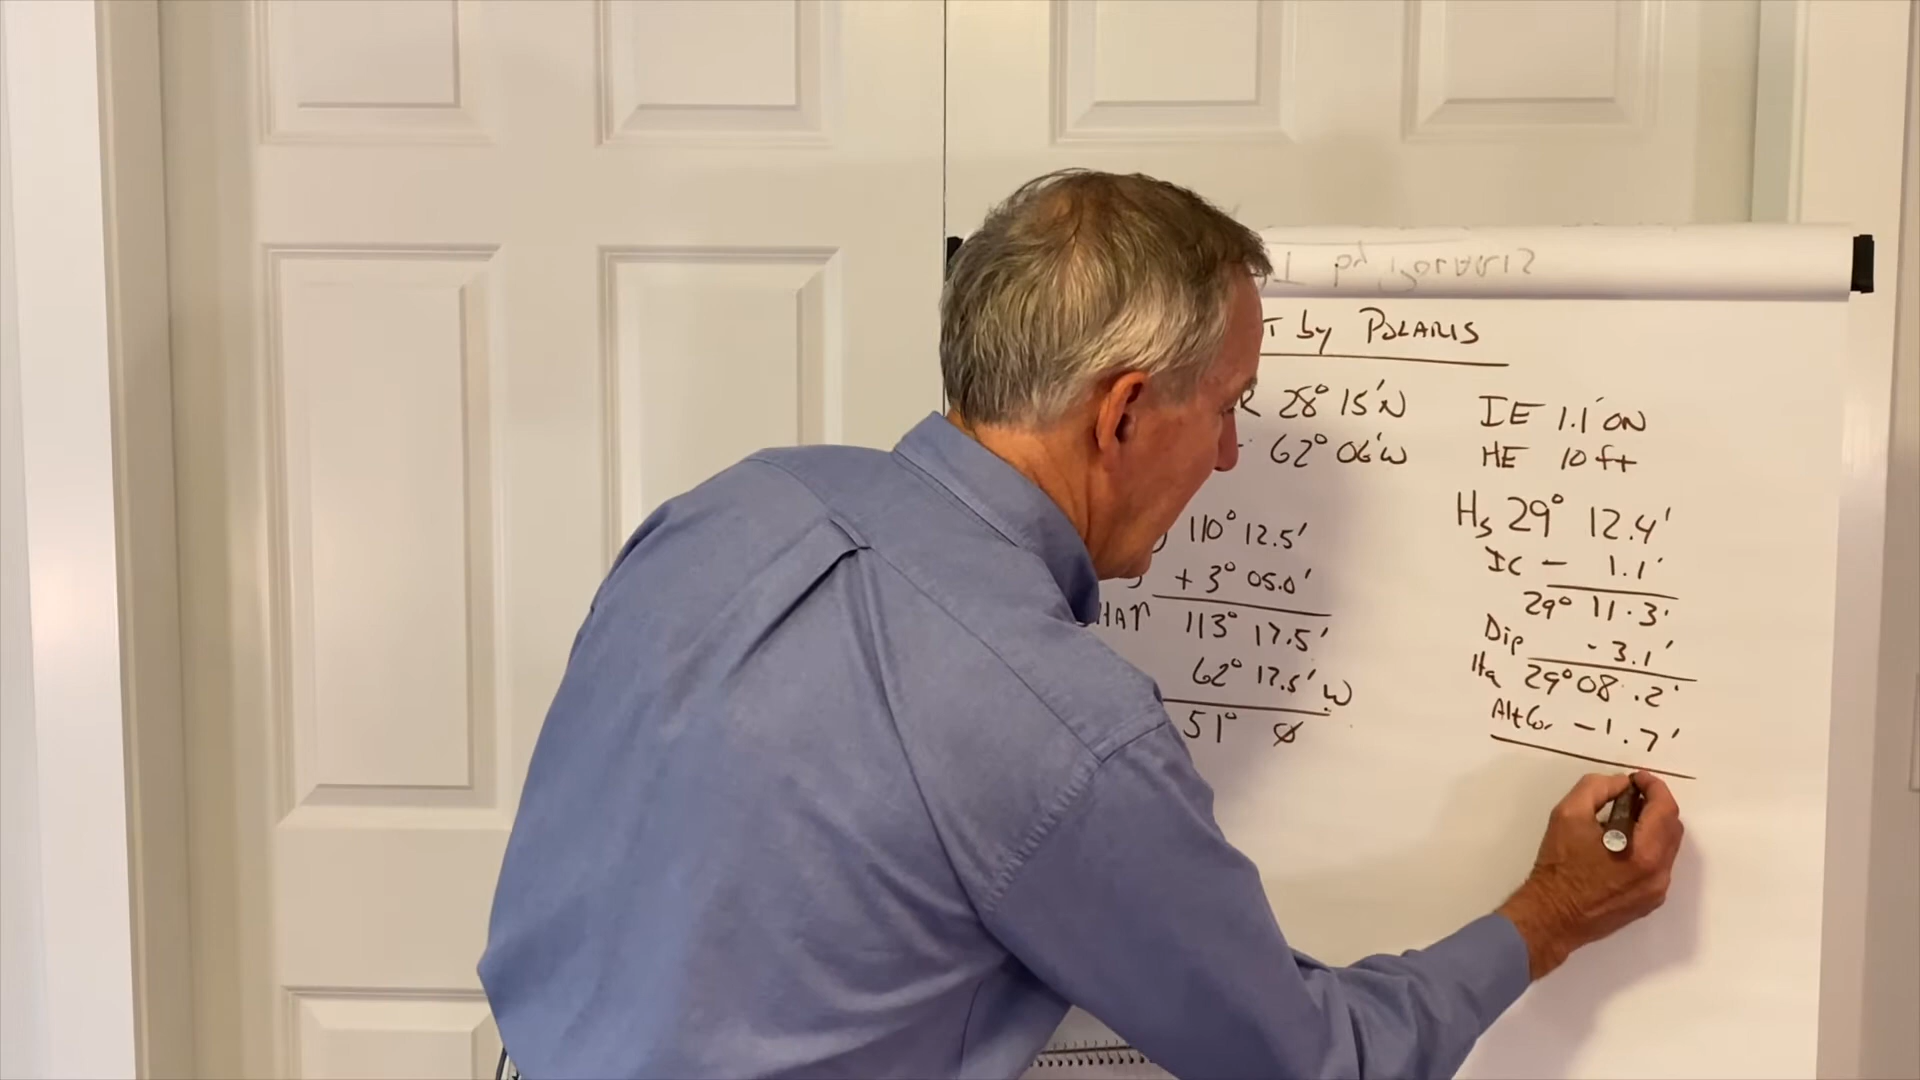 by POLARIS
28° 15' N
62° 06' W
110° 12.5'
+ 3° 05.0'
113° 17.5'
62° 17.5' W
51° Ø
IE 1.1' ON
HE 10 ft
Hs 29° 12.4'
IC - 1.1'
29° 11.3'
Dip - 3.1'
Ha 29° 08.2'
Alt Cor - 1.7'